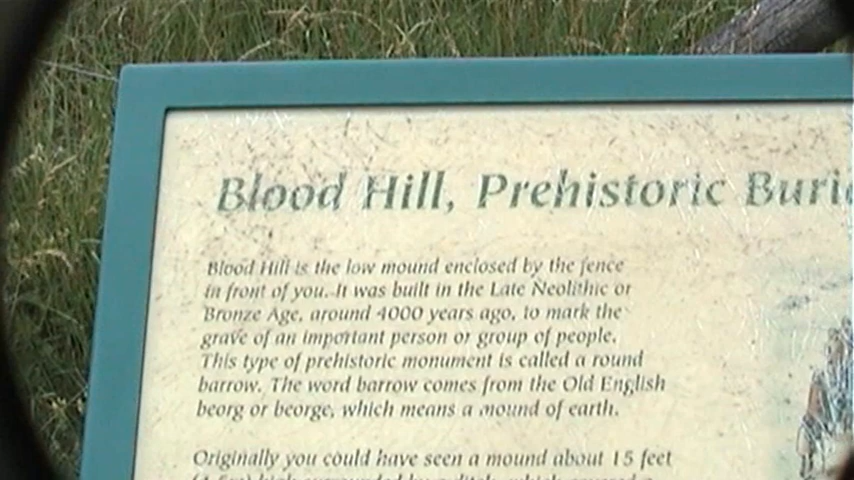 Blood Hill, Prehistoric
Blood Hill is the low mound enclosed by the fence
in front of you. It was built in the Late Neolithic or
Bronze Age, around 4000 years ago, to mark the
grave of an important person or group of people.
This type of prehistoric monument is called a round
barrow. The word barrow comes from the Old English
beorg or beorge, which means a mound of earth.
Originally you could have seen a mound about 15 feet